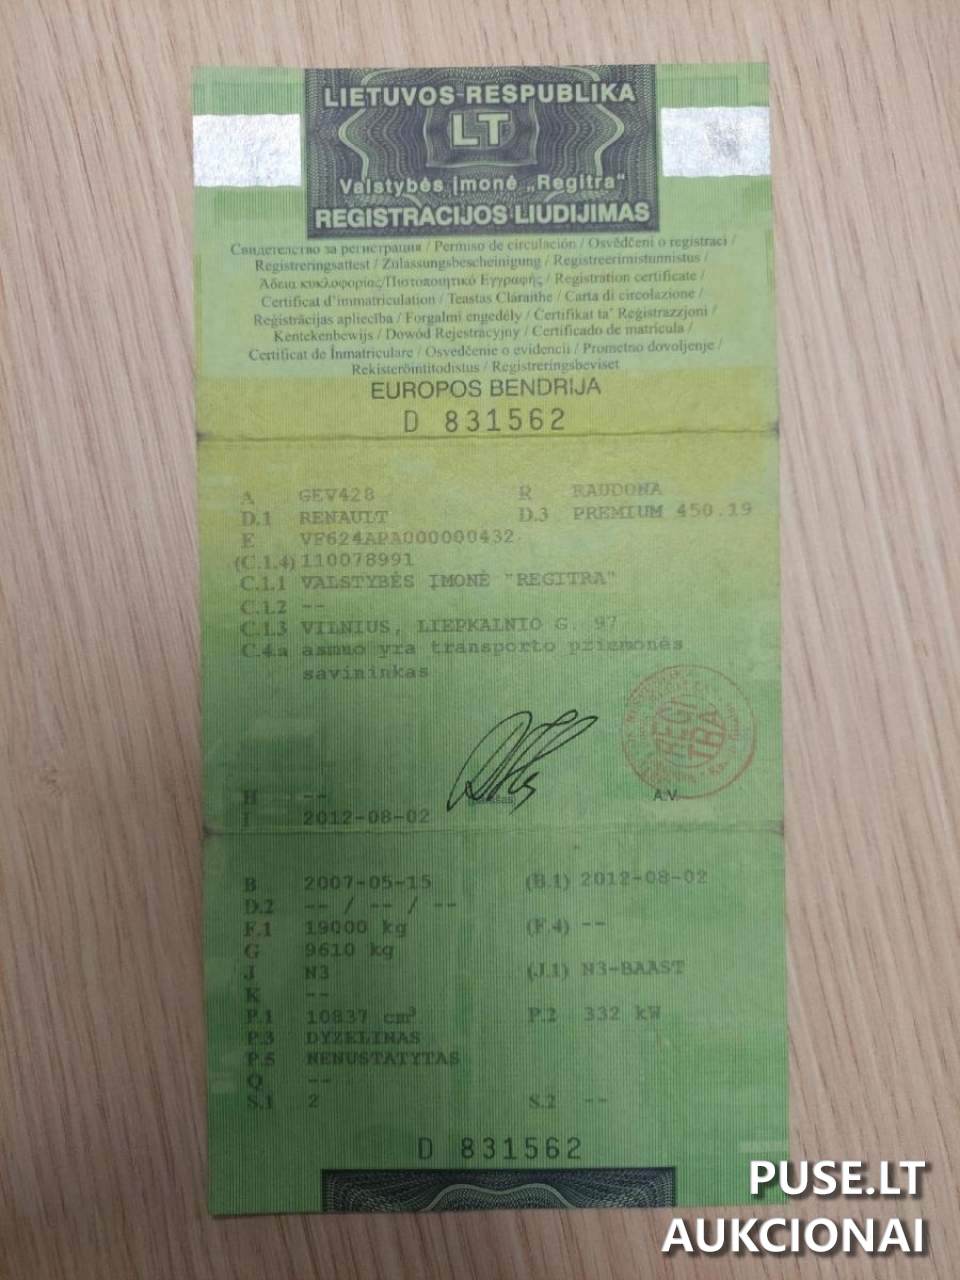 LIETUVOS RESPUBLIKA
LT
Valstybės įmonė „Regitra“
REGISTRACIJOS LIUDIJIMAS
Свидетелство за регистрация / Permiso de circulación / Osvědčení o registraci /
Registreringsattest / Zulassungsbescheinigung / Registreerimistunnistus /
Άδεια κυκλοφορίας/Πιστοποιητικό Εγγραφής / Registration certificate /
Certificat d'immatriculation / Teastas Cláraithe / Carta di circolazione /
Reģistrācijas apliecība / Forgalmi engedély / Ċertifikat ta' Reġistrazzjoni /
Kentekenbewijs / Dowód Rejestracyjny / Certificado de matrícula /
Certificat de Înmatriculare / Osvedčenie o evidencii / Prometno dovoljenje /
Rekisteröintitodistus / Registreringsbeviset
EUROPOS BENDRIJA
D 831562
A GEV428 R RAUDONA
D.1 RENAULT D.3 PREMIUM 450.19
E VF624APA000000432
(C.1.4) 110078991
C.1.1 VALSTYBĖS ĮMONĖ "REGITRA"
C.1.2 --
C.1.3 VILNIUS, LIEPKALNIO G. 97
C.4.a asmuo yra transporto priemonės
savininkas
REGITRA
A.V.
H --
I 2012-08-02
B 2007-05-15 (B.1) 2012-08-02
D.2 -- / -- / --
F.1 19000 kg (F.4) --
G 9610 kg
J N3 (J.1) N3-BAAST
K --
P.1 10837 cm³ P.2 332 kW
P.3 DYZELINAS
P.5 NENUSTATYTAS
Q --
S.1 2 S.2 --
D 831562
PUSE.LT
AUKCIONAI